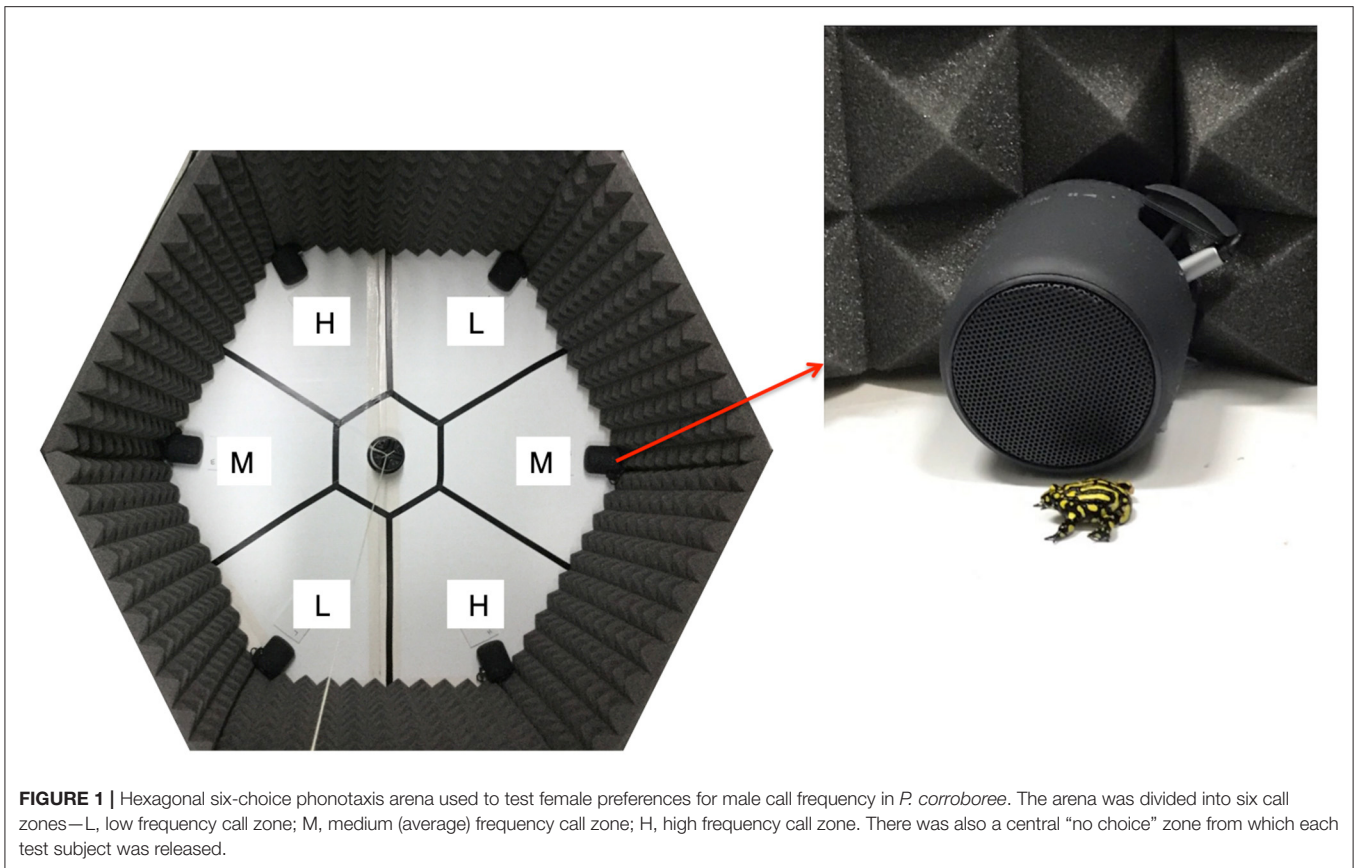 H
L
M
M
L
H
FIGURE 1 | Hexagonal six-choice phonotaxis arena used to test female preferences for male call frequency in P. corroboree. The arena was divided into six call
zones—L, low frequency call zone; M, medium (average) frequency call zone; H, high frequency call zone. There was also a central “no choice” zone from which each
test subject was released.